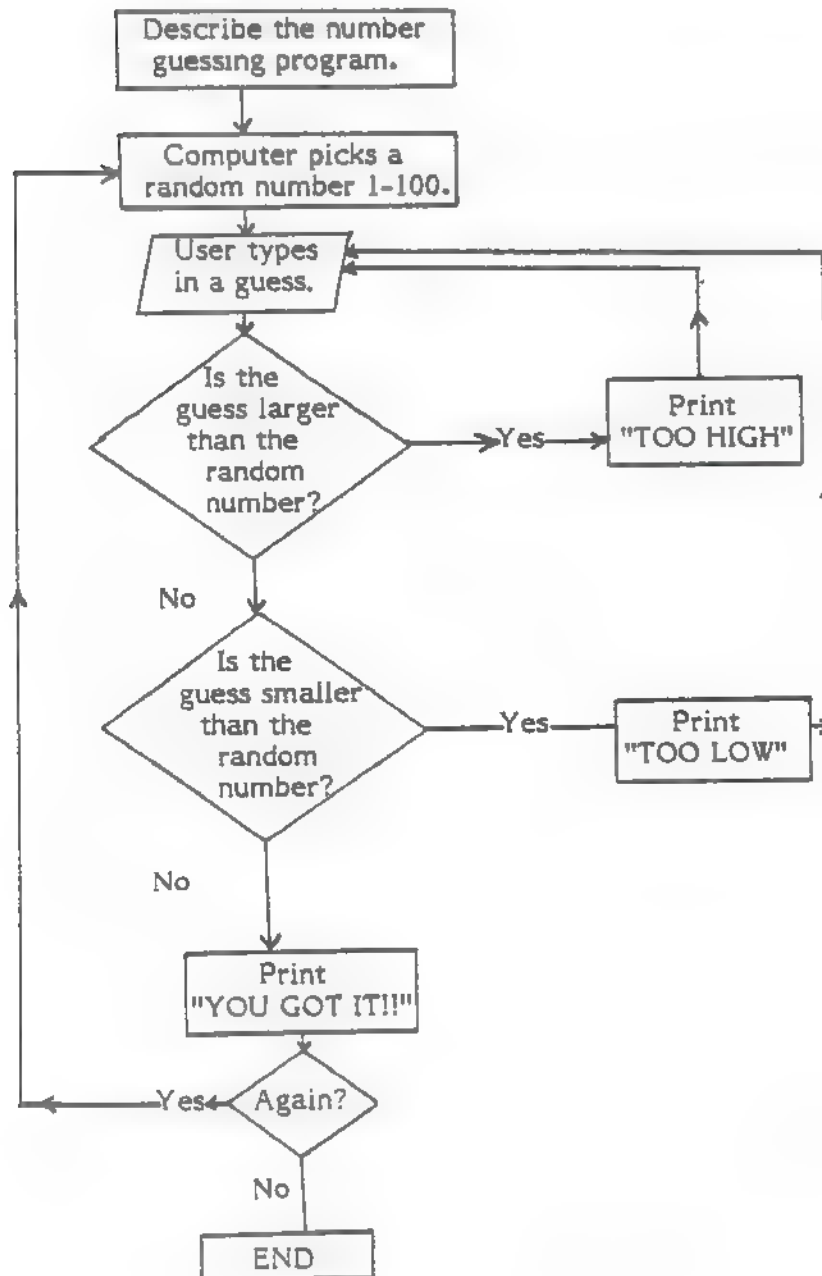 Describe the number
guessing program.
Computer picks a
random number 1-100.
User types
in a guess.
Is the
guess larger
than the
random
number?
Yes
Print
"TOO HIGH"
No
Is the
guess smaller
than the
random
number?
Yes
Print
"TOO LOW"
No
Print
"YOU GOT IT!!"
Again?
Yes
No
END